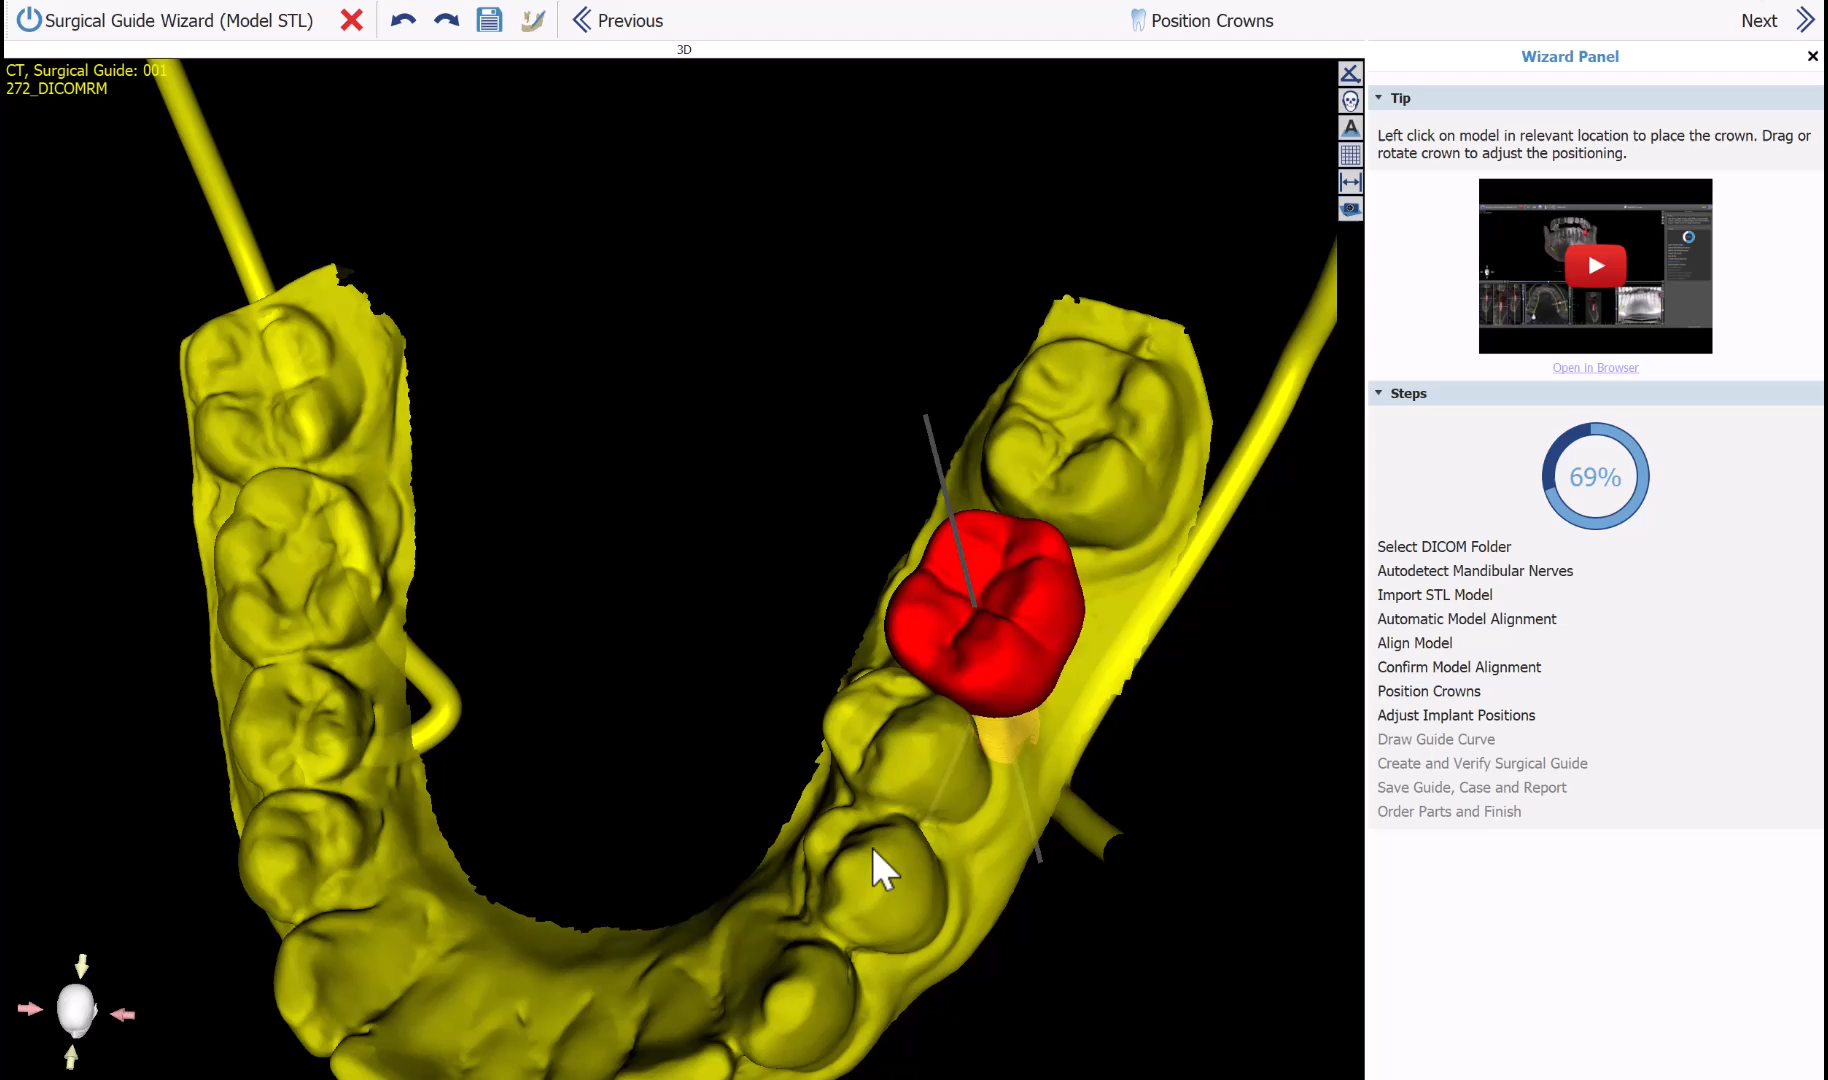 Surgical Guide Wizard (Model STL)
Previous
Position Crowns
Next
3D
CT, Surgical Guide: 001
272_DICOMRM
A
Wizard Panel
Tip
Left click on model in relevant location to place the crown. Drag or
rotate crown to adjust the positioning.
Open in Browser
Steps
69%
Select DICOM Folder
Autodetect Mandibular Nerves
Import STL Model
Automatic Model Alignment
Align Model
Confirm Model Alignment
Position Crowns
Adjust Implant Positions
Draw Guide Curve
Create and Verify Surgical Guide
Save Guide, Case and Report
Order Parts and Finish